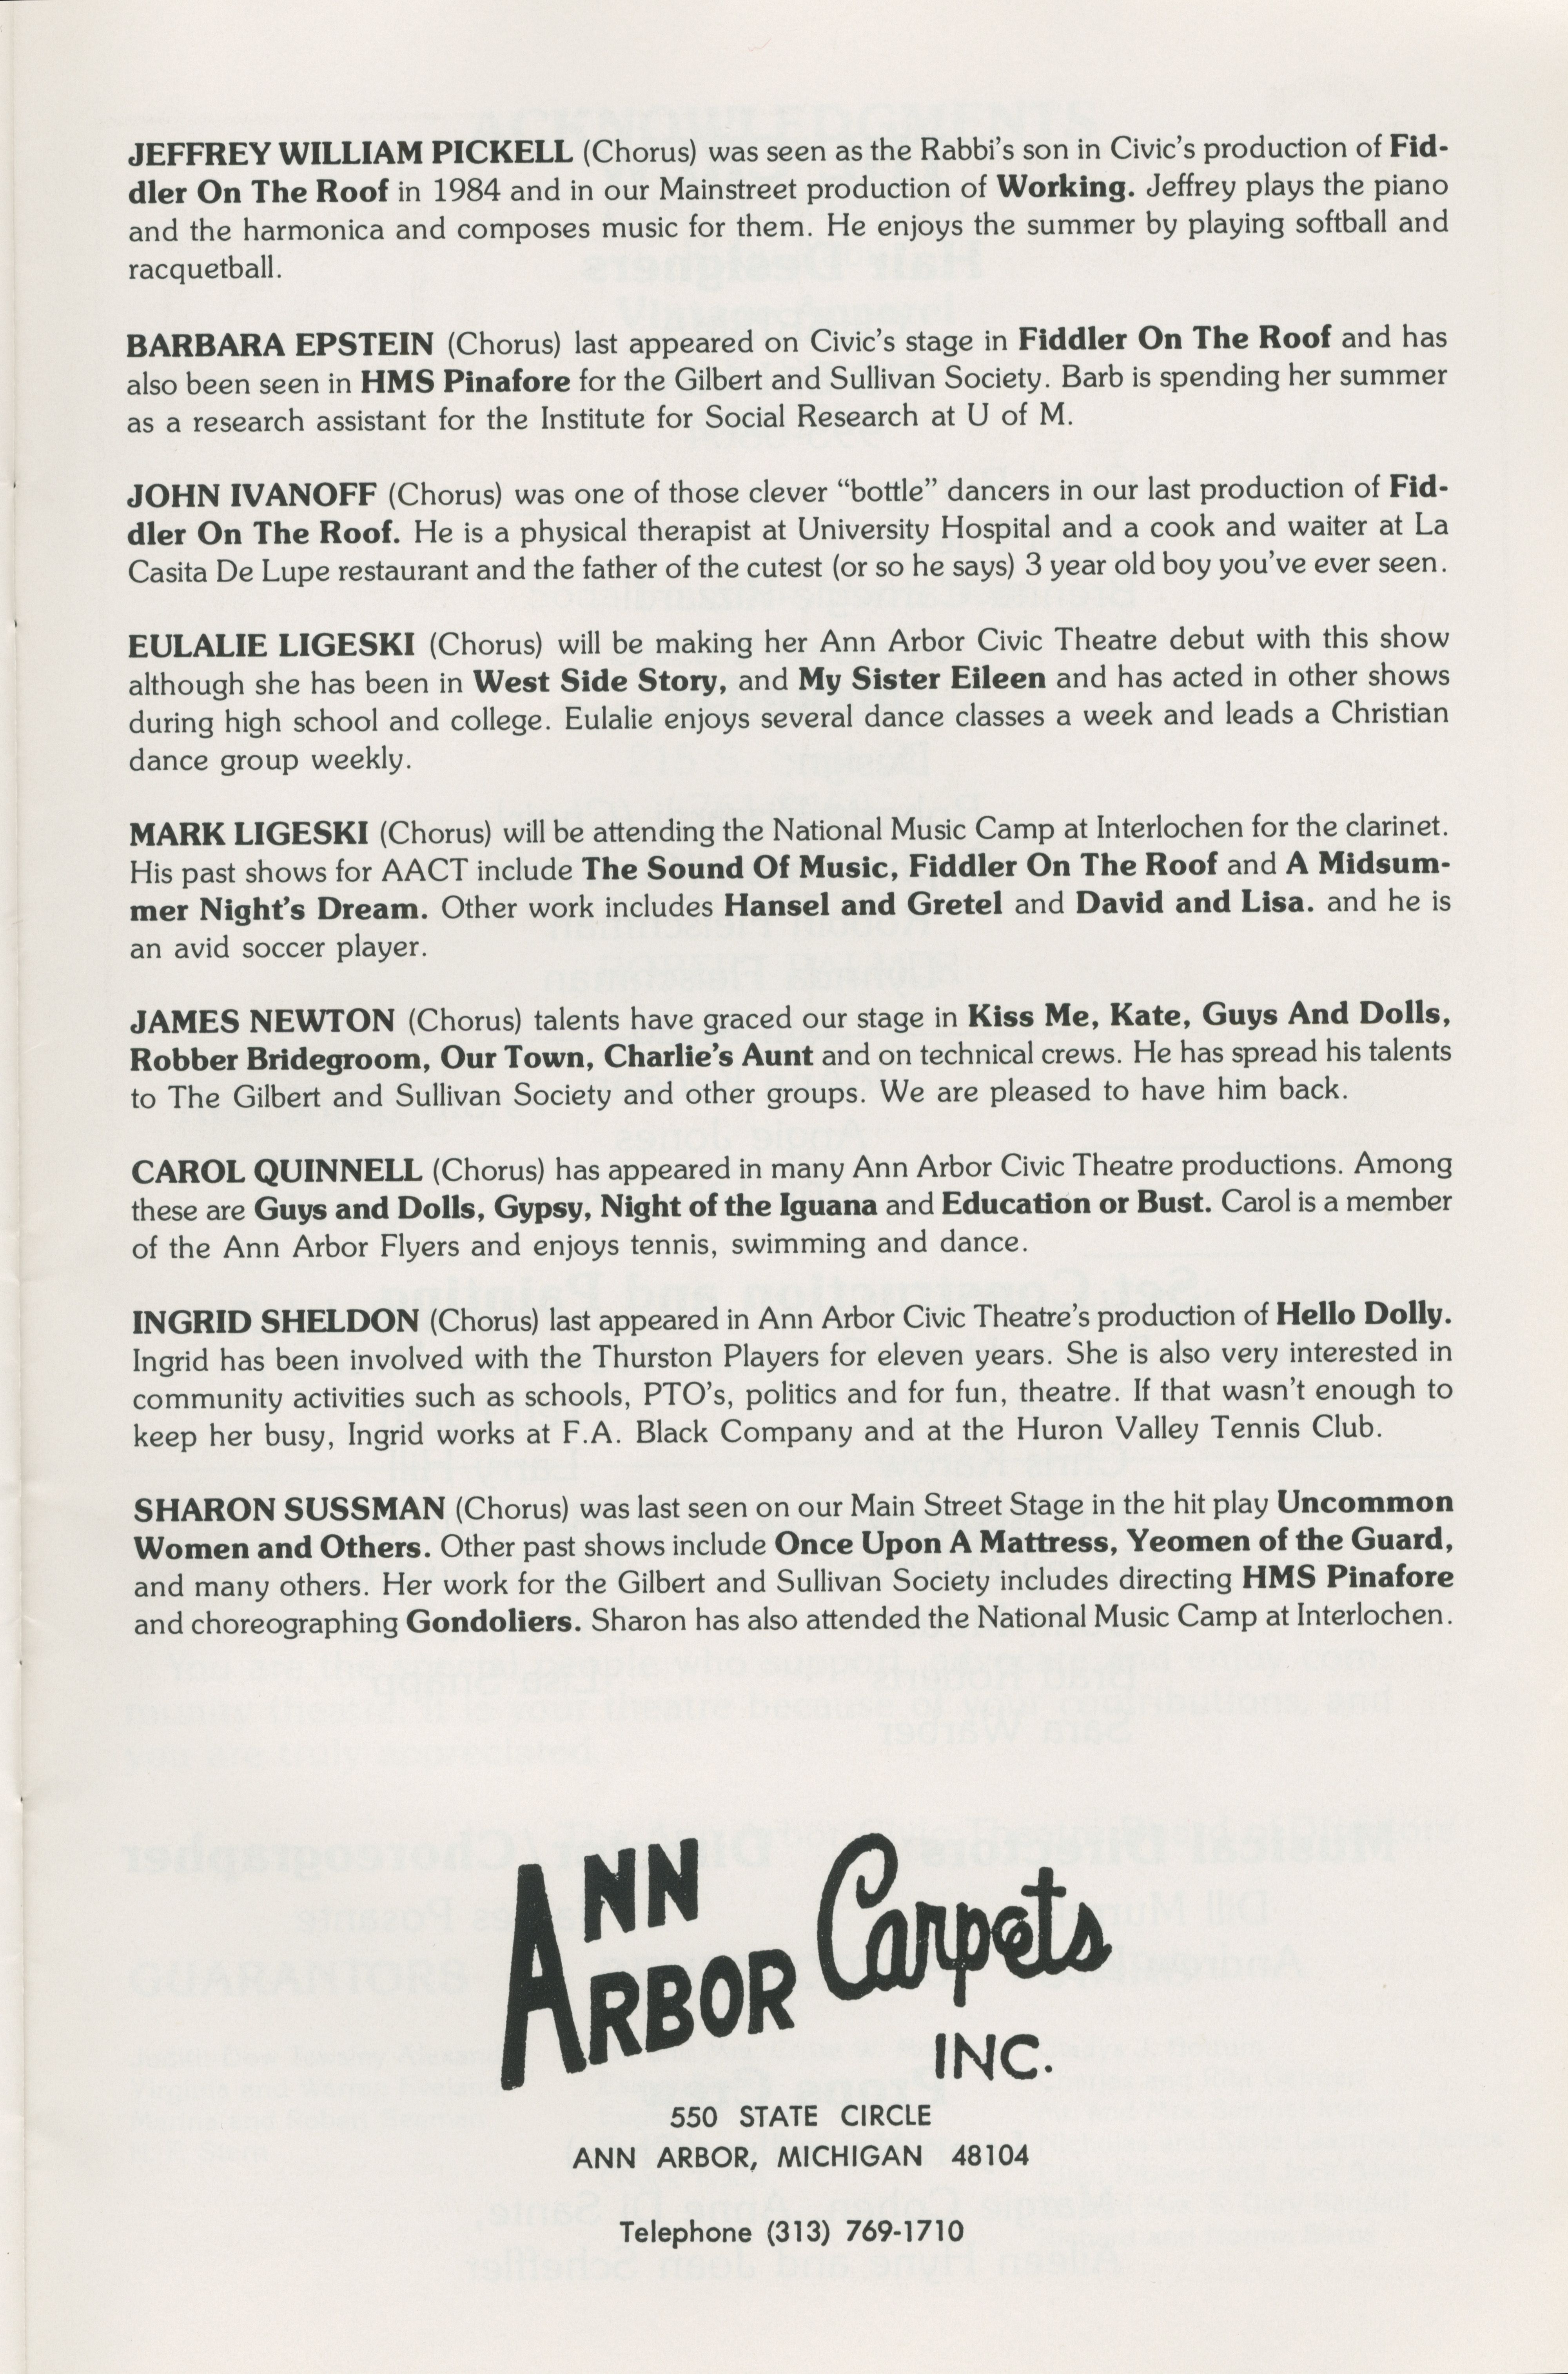 JEFFREY WILLIAM PICKELL (Chorus) was seen as the Rabbi's son in Civic's production of Fid-
dler On The Roof in 1984 and in our Mainstreet production of Working. Jeffrey plays the piano
and the harmonica and composes music for them. He enjoys the summer by playing softball and
racquetball.
BARBARA EPSTEIN (Chorus) last appeared on Civic's stage in Fiddler On The Roof and has
also been seen in HMS Pinafore for the Gilbert and Sullivan Society. Barb is spending her summer
as a research assistant for the Institute for Social Research at U of M.
JOHN IVANOFF (Chorus) was one of those clever “bottle” dancers in our last production of Fid-
dler On The Roof. He is a physical therapist at University Hospital and a cook and waiter at La
Casita De Lupe restaurant and the father of the cutest (or so he says) 3 year old boy you've ever seen.
EULALIE LIGESKI (Chorus) will be making her Ann Arbor Civic Theatre debut with this show
although she has been in West Side Story, and My Sister Eileen and has acted in other shows
during high school and college. Eulalie enjoys several dance classes a week and leads a Christian
dance group weekly.
MARK LIGESKI (Chorus) will be attending the National Music Camp at Interlochen for the clarinet.
His past shows for AACT include The Sound Of Music, Fiddler On The Roof and A Midsum-
mer Night's Dream. Other work includes Hansel and Gretel and David and Lisa. and he is
an avid soccer player.
JAMES NEWTON (Chorus) talents have graced our stage in Kiss Me, Kate, Guys And Dolls,
Robber Bridegroom, Our Town, Charlie's Aunt and on technical crews. He has spread his talents
to The Gilbert and Sullivan Society and other groups. We are pleased to have him back.
CAROL QUINNELL (Chorus) has appeared in many Ann Arbor Civic Theatre productions. Among
these are Guys and Dolls, Gypsy, Night of the Iguana and Education or Bust. Carol is a member
of the Ann Arbor Flyers and enjoys tennis, swimming and dance.
INGRID SHELDON (Chorus) last appeared in Ann Arbor Civic Theatre's production of Hello Dolly.
Ingrid has been involved with the Thurston Players for eleven years. She is also very interested in
community activities such as schools, PTO's, politics and for fun, theatre. If that wasn't enough to
keep her busy, Ingrid works at F.A. Black Company and at the Huron Valley Tennis Club.
SHARON SUSSMAN (Chorus) was last seen on our Main Street Stage in the hit play Uncommon
Women and Others. Other past shows include Once Upon A Mattress, Yeomen of the Guard,
and many others. Her work for the Gilbert and Sullivan Society includes directing HMS Pinafore
and choreographing Gondoliers. Sharon has also attended the National Music Camp at Interlochen.
ANN
ARBOR Carpets
INC.
550 STATE CIRCLE
ANN ARBOR, MICHIGAN 48104
Telephone (313) 769-1710